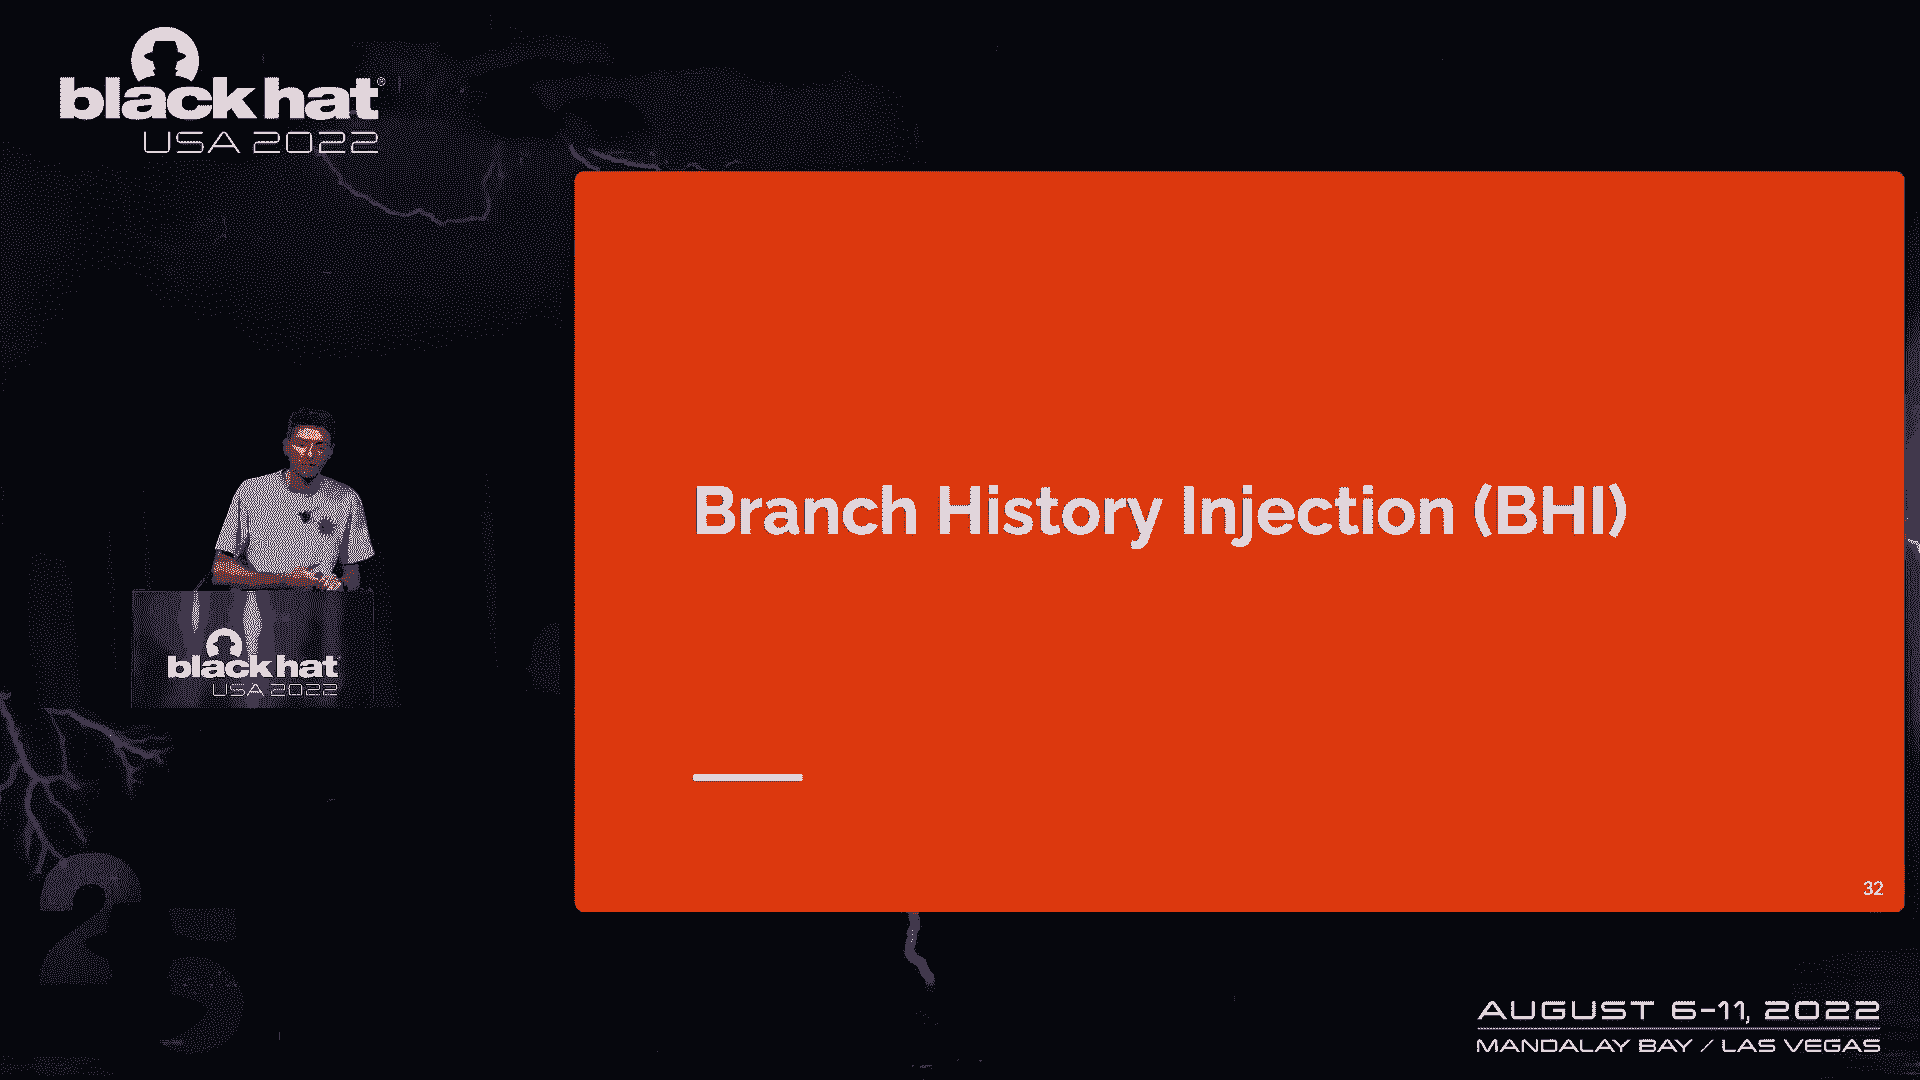 black hat®
USA 2022
Branch History Injection (BHI)
black hat
USA 2022
32
25
AUGUST 6-11, 2022
MANDALAY BAY / LAS VEGAS